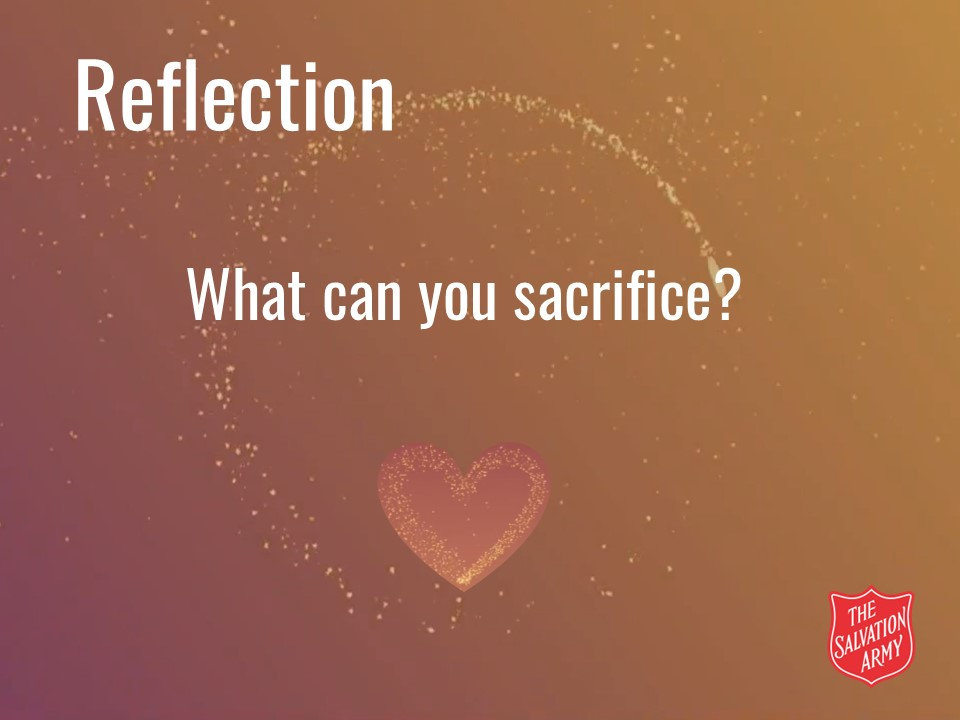 Reflection
What can you sacrifice?
THE
SALVATION
ARMY